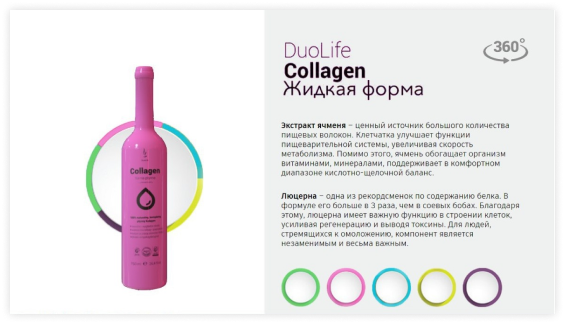 DuoLife
Collagen
Жидкая форма
360°
Экстракт ячменя – ценный источник большого количества
пищевых волокон. Клетчатка улучшает функции
пищеварительной системы, увеличивая скорость
метаболизма. Помимо этого, ячмень обогащает организм
витаминами, минералами, поддерживает в комфортном
диапазоне кислотно-щелочной баланс.
Люцерна – одна из рекордсменок по содержанию белка. В
формуле его больше в 3 раза, чем в соевых бобах. Благодаря
этому, люцерна имеет важную функцию в строении клеток,
усиливая регенерацию и выводя токсины. Для людей,
стремящихся к омоложению, компонент является
незаменимым и весьма важным.
Collagen